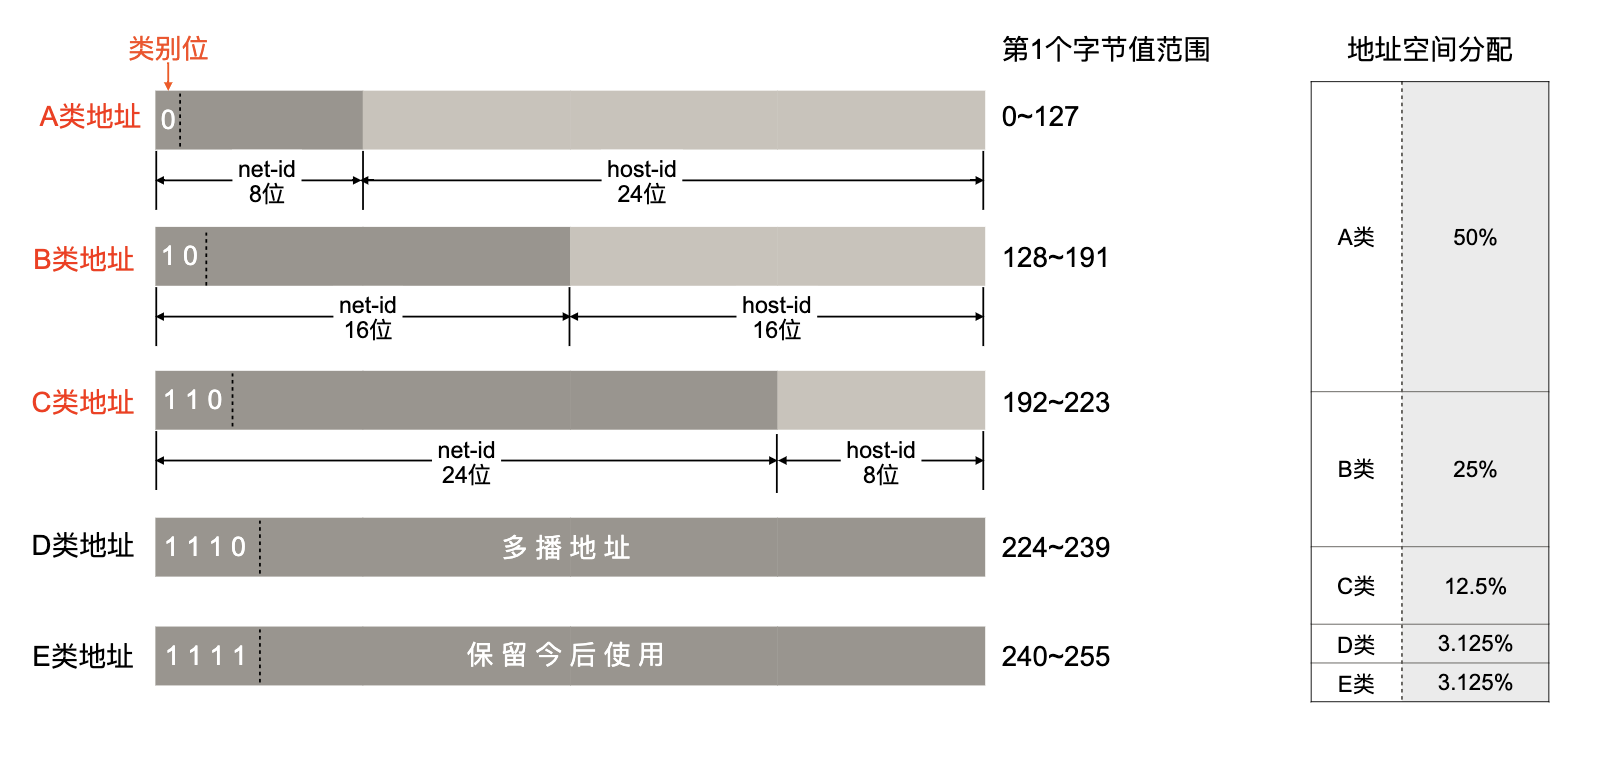 类别位
第1个字节值范围
地址空间分配
A类地址
0
0~127
net-id
8位
host-id
24位
B类地址
1 0
128~191
net-id
16位
host-id
16位
C类地址
1 1 0
192~223
net-id
24位
host-id
8位
D类地址
1 1 1 0
多播地址
224~239
E类地址
1 1 1 1
保留今后使用
240~255
A类
50%
B类
25%
C类
12.5%
D类
3.125%
E类
3.125%